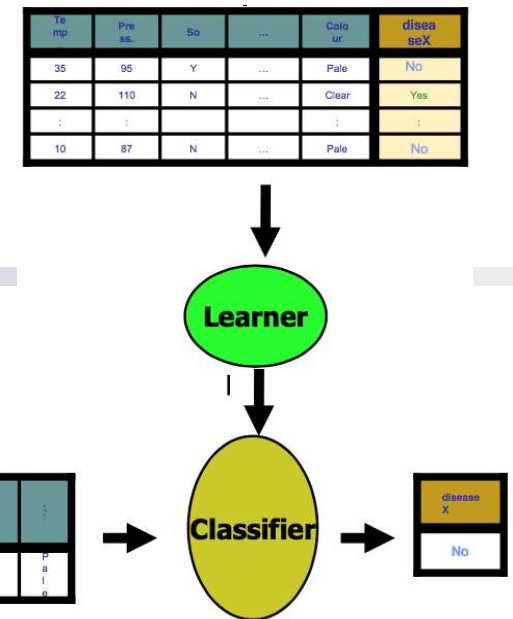 Te Pre So ... Colo disea
mp ss. ur seX
.
35 95 Y ... Pale No
22 110 N ... Clear Yes
: : : :
10 87 N ... Pale No
Learner
Classifier
disease
X
No
P
a
l
e